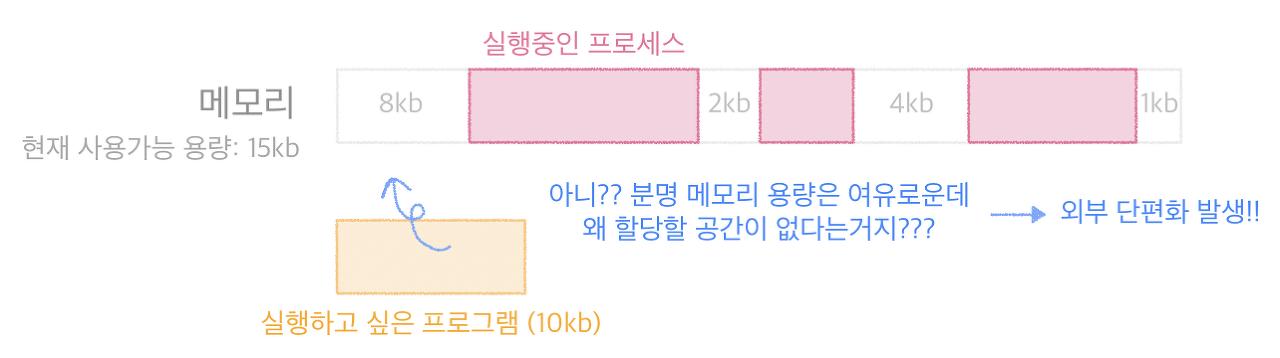 실행중인 프로세스
메모리
8kb
2kb
4kb
1kb
현재 사용가능 용량: 15kb
아니?? 분명 메모리 용량은 여유로운데
왜 할당할 공간이 없다는거지???
외부 단편화 발생!!
실행하고 싶은 프로그램 (10kb)